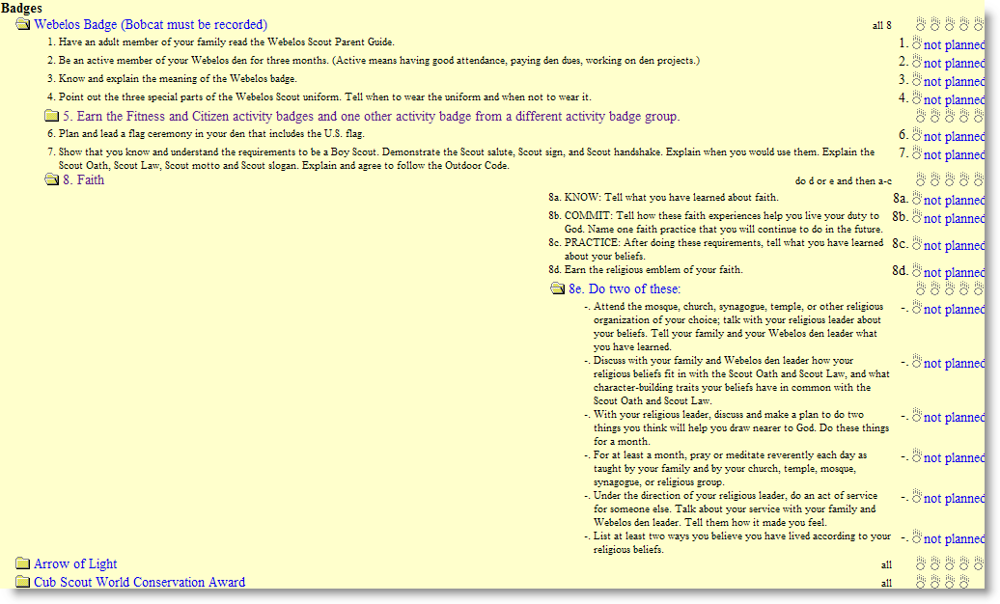 Badges
Webelos Badge (Bobcat must be recorded) all 8
1. Have an adult member of your family read the Webelos Scout Parent Guide. 1. not planned
2. Be an active member of your Webelos den for three months. (Active means having good attendance, paying den dues, working on den projects.) 2. not planned
3. Know and explain the meaning of the Webelos badge. 3. not planned
4. Point out the three special parts of the Webelos Scout uniform. Tell when to wear the uniform and when not to wear it. 4. not planned
5. Earn the Fitness and Citizen activity badges and one other activity badge from a different activity badge group.
6. Plan and lead a flag ceremony in your den that includes the U.S. flag. 6. not planned
7. Show that you know and understand the requirements to be a Boy Scout. Demonstrate the Scout salute, Scout sign, and Scout handshake. Explain when you would use them. Explain the 7. not planned
Scout Oath, Scout Law, Scout motto and Scout slogan. Explain and agree to follow the Outdoor Code.
8. Faith do d or e and then a-c
8a. KNOW: Tell what you have learned about faith. 8a. not planned
8b. COMMIT: Tell how these faith experiences help you live your duty to 8b. not planned
God. Name one faith practice that you will continue to do in the future.
8c. PRACTICE: After doing these requirements, tell what you have learned 8c. not planned
about your beliefs.
8d. Earn the religious emblem of your faith. 8d. not planned
8e. Do two of these:
-. Attend the mosque, church, synagogue, temple, or other religious -. not planned
organization of your choice; talk with your religious leader about
your beliefs. Tell your family and your Webelos den leader what
you have learned.
-. Discuss with your family and Webelos den leader how your -. not planned
religious beliefs fit in with the Scout Oath and Scout Law, and what
character-building traits your beliefs have in common with the
Scout Oath and Scout Law.
-. With your religious leader, discuss and make a plan to do two -. not planned
things you think will help you draw nearer to God. Do these things
for a month.
-. For at least a month, pray or meditate reverently each day as -. not planned
taught by your family and by your church, temple, mosque,
synagogue, or religious group.
-. Under the direction of your religious leader, do an act of service -. not planned
for someone else. Talk about your service with your family and
Webelos den leader. Tell them how it made you feel.
-. List at least two ways you believe you have lived according to your -. not planned
religious beliefs.
Arrow of Light all
Cub Scout World Conservation Award all